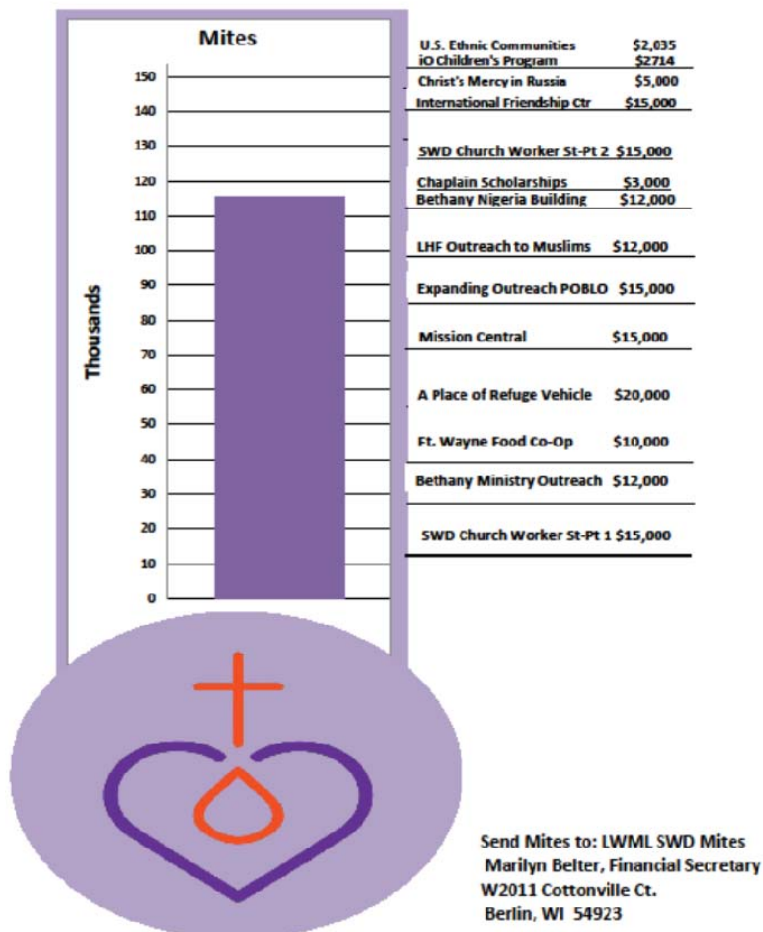 Mites
Thousands
150
140
130
120
110
100
90
80
70
60
50
40
30
20
10
0
U.S. Ethnic Communities $2,035
iO Children's Program $2714
Christ's Mercy in Russia $5,000
International Friendship Ctr $15,000
SWD Church Worker St-Pt 2 $15,000
Chaplain Scholarships $3,000
Bethany Nigeria Building $12,000
LHF Outreach to Muslims $12,000
Expanding Outreach POBLO $15,000
Mission Central $15,000
A Place of Refuge Vehicle $20,000
Ft. Wayne Food Co-Op $10,000
Bethany Ministry Outreach $12,000
SWD Church Worker St-Pt 1 $15,000
Send Mites to: LWML SWD Mites
Marilyn Belter, Financial Secretary
W2011 Cottonville Ct.
Berlin, WI 54923